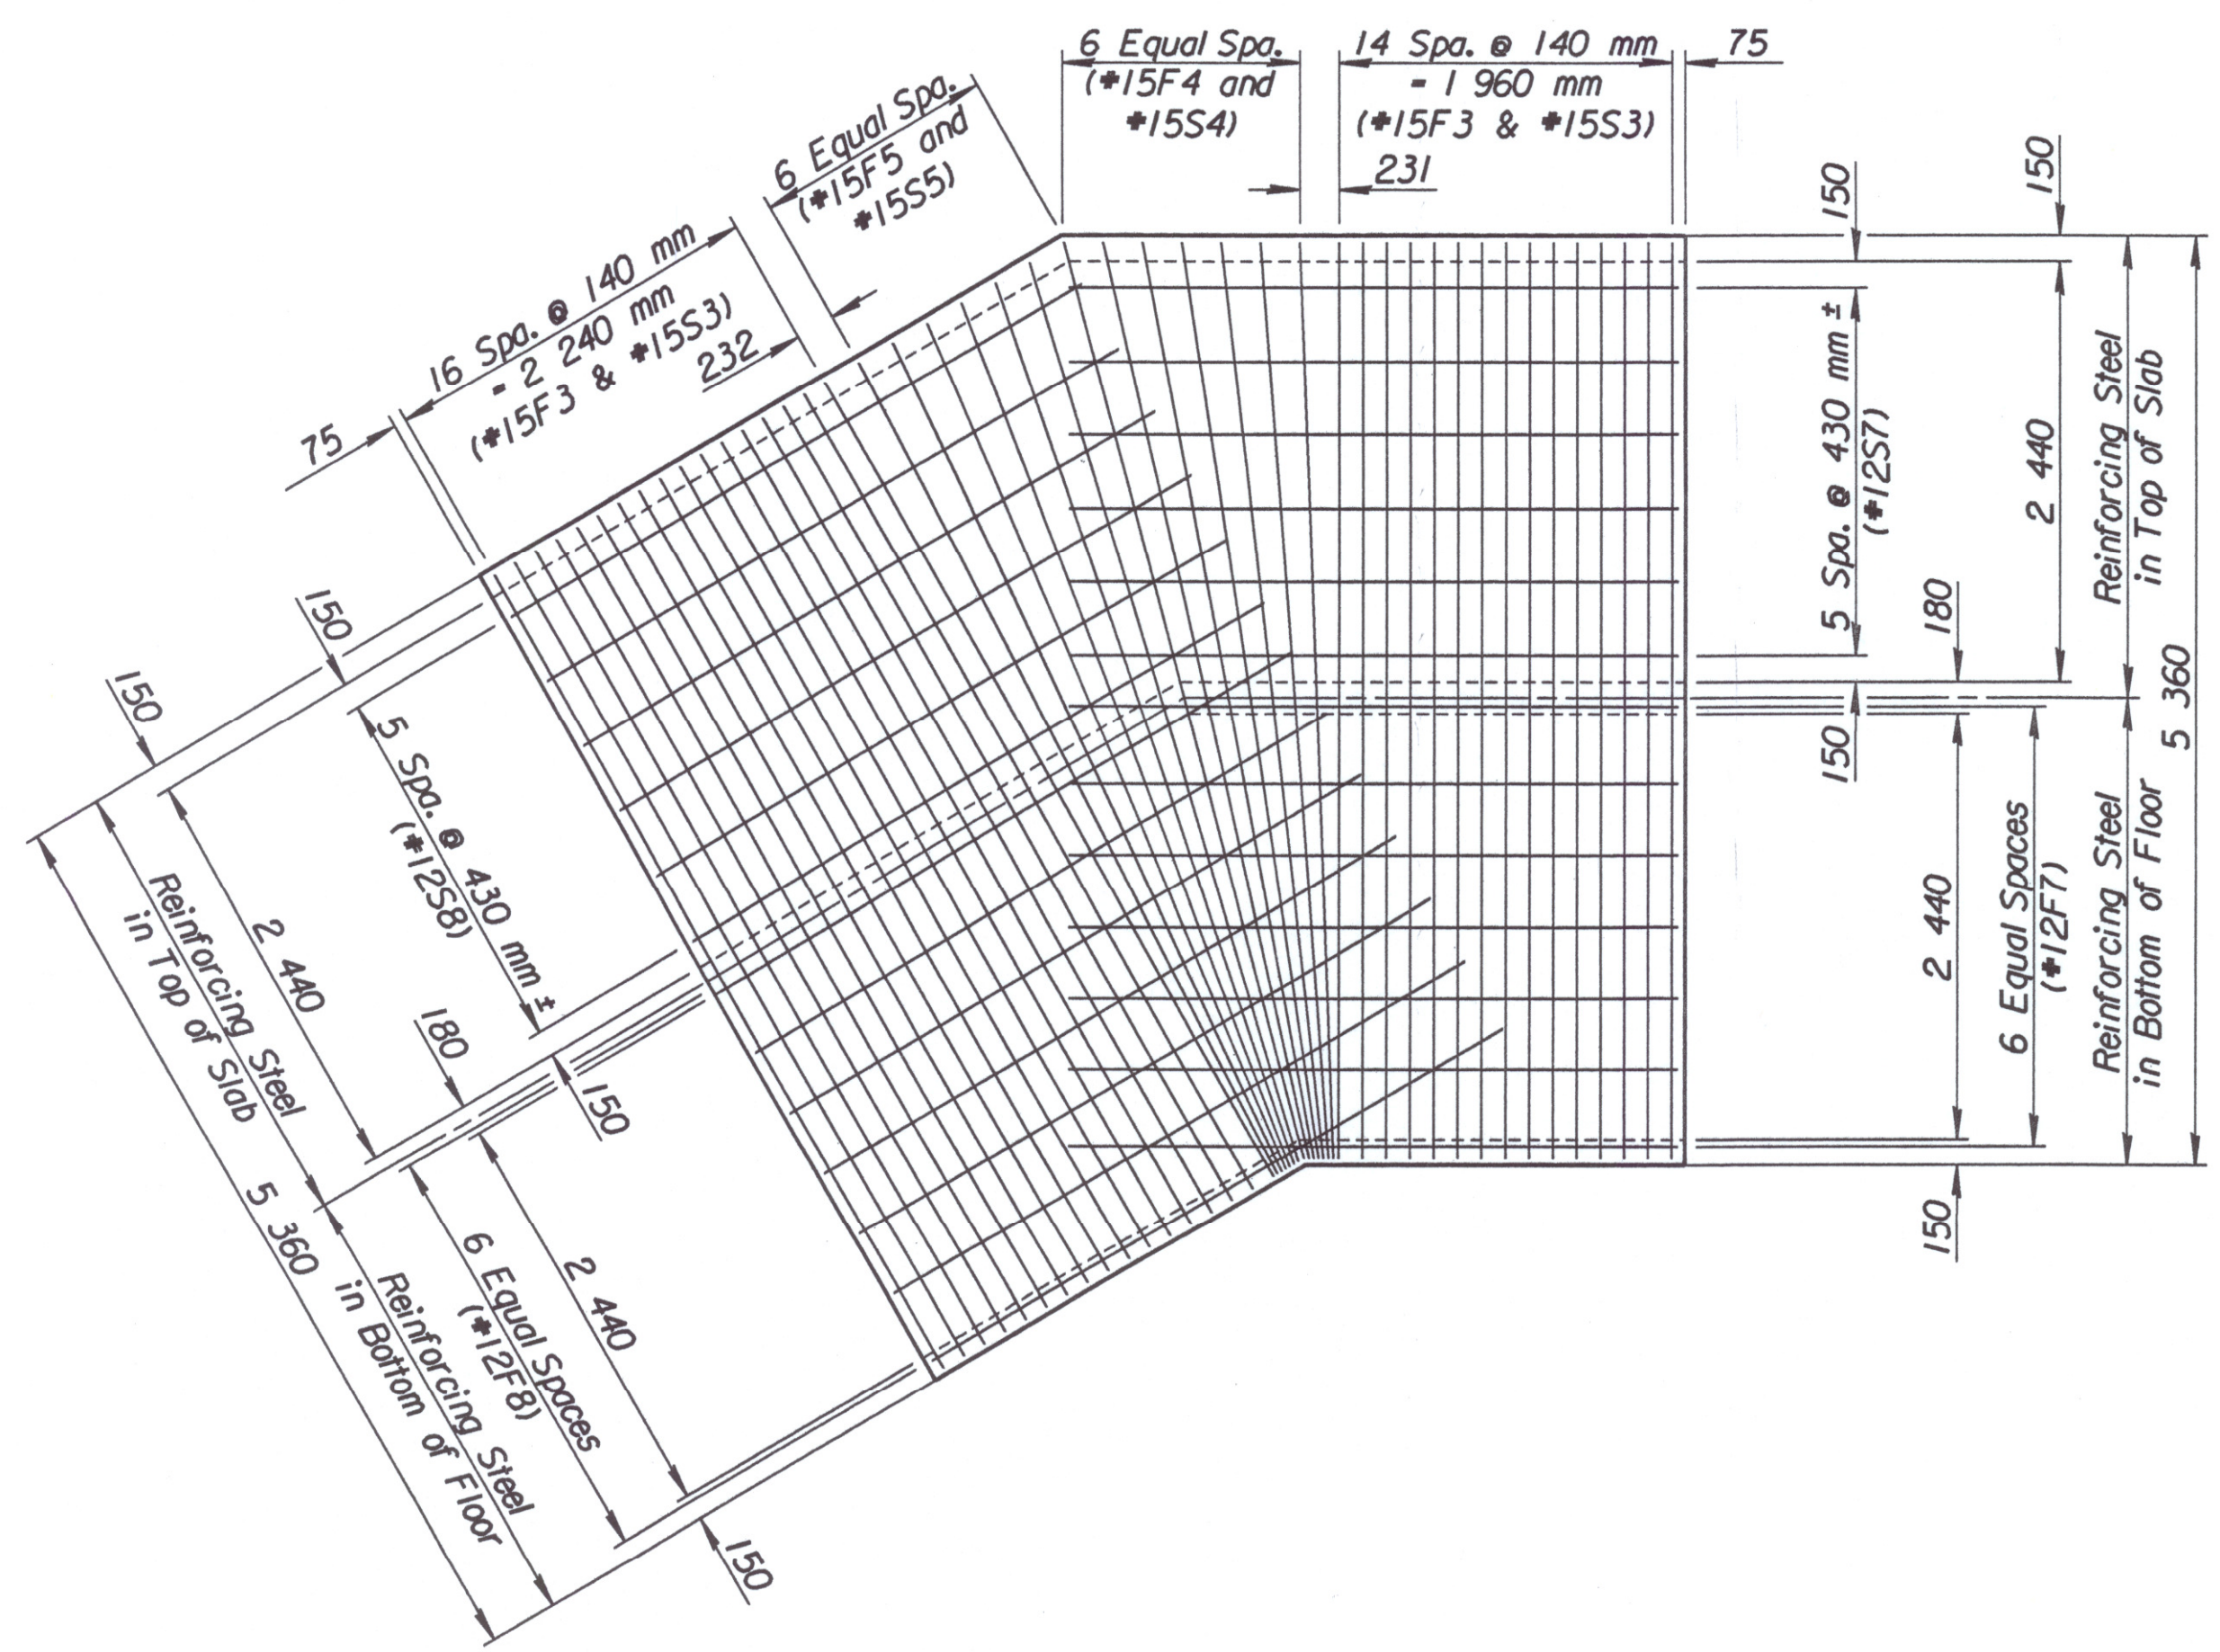 6 Equal Spa.
(#15F4 and
#15S4)
14 Spa. @ 140 mm
= 1 960 mm
(#15F3 & #15S3)
75
231
6 Equal Spa.
(#15F5 and
#15S5)
16 Spa. @ 140 mm
= 2 240 mm
(#15F3 & #15S3)
232
75
150
150
5 Spa. @ 430 mm ±
(#12S7)
2 440
Reinforcing Steel
in Top of Slab
180
150
5 360
2 440
6 Equal Spaces
(#12F7)
Reinforcing Steel
in Bottom of Floor
150
150
150
5 Spa. @ 430 mm ±
(#12S8)
2 440
Reinforcing Steel
in Top of Slab
180
150
5 360
2 440
6 Equal Spaces
(#12F8)
Reinforcing Steel
in Bottom of Floor
150